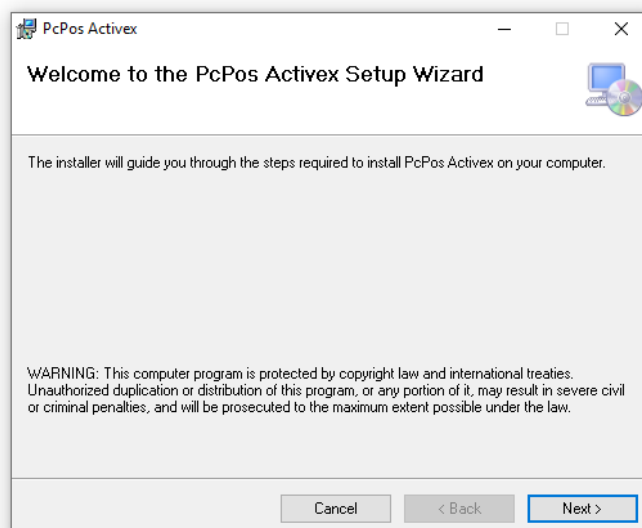 PcPos Activex
Welcome to the PcPos Activex Setup Wizard
The installer will guide you through the steps required to install PcPos Activex on your computer.
WARNING: This computer program is protected by copyright law and international treaties.
Unauthorized duplication or distribution of this program, or any portion of it, may result in severe civil
or criminal penalties, and will be prosecuted to the maximum extent possible under the law.
Cancel
< Back
Next >